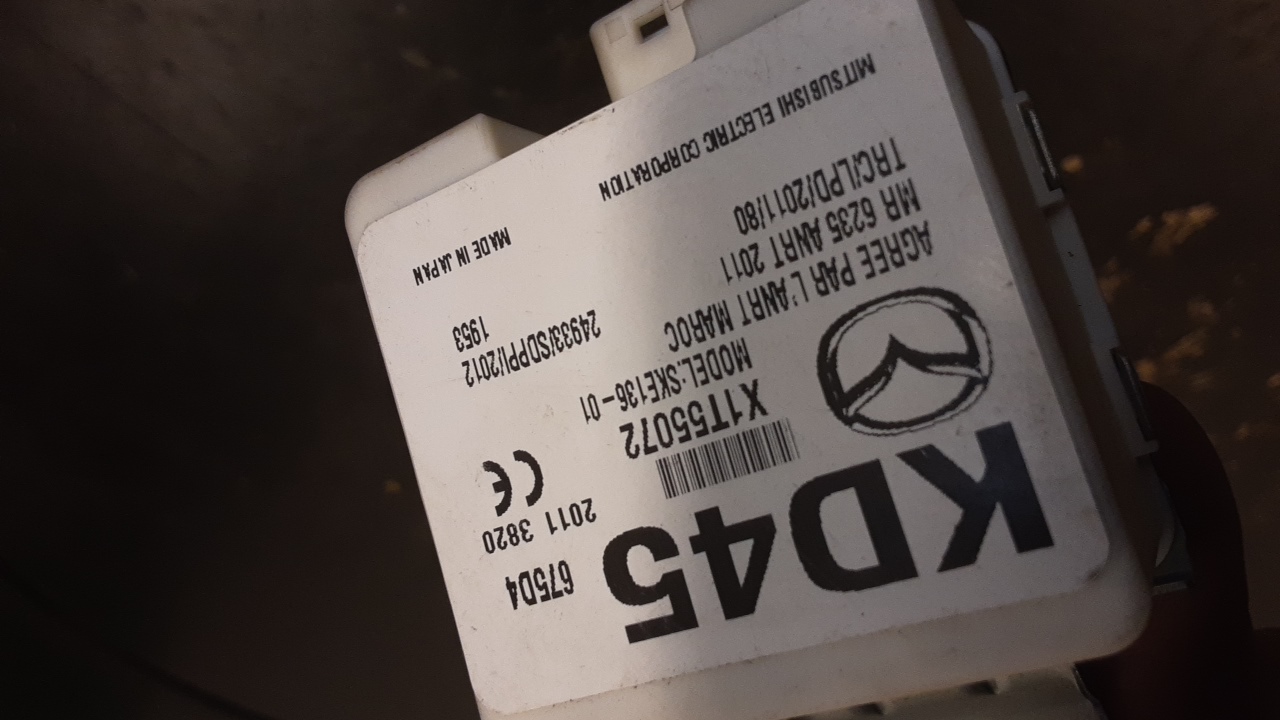 KD45 675D4
2011 3820
X1T55072
MODEL:SKE136-01
AGREE PAR L'ANRT MAROC
MR 6235 ANRT 2011
TRC/LPD/2011/80
CE
24933/SDPPI/2012
1953
MITSUBISHI ELECTRIC CORPORATION
MADE IN JAPAN